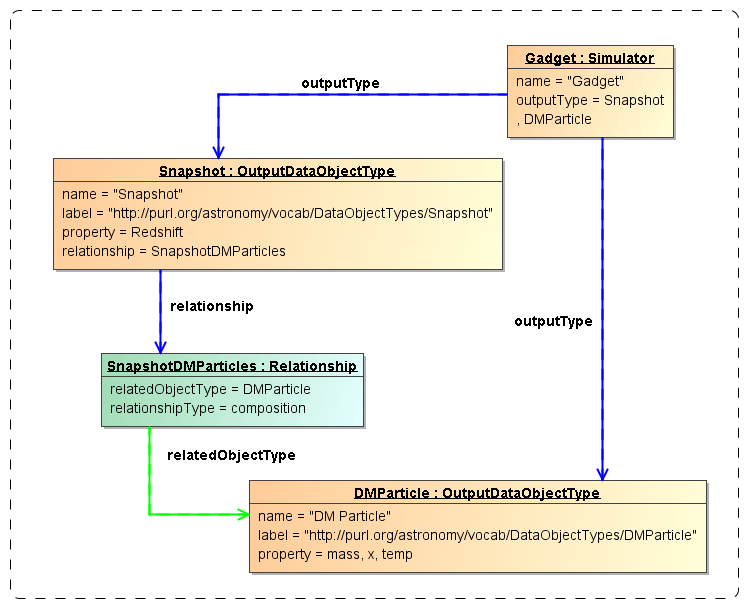 Gadget : Simulator
name = "Gadget"
outputType = Snapshot
, DMParticle
outputType
Snapshot : OutputDataObjectType
name = "Snapshot"
label = "http://purl.org/astronomy/vocab/DataObjectTypes/Snapshot"
property = Redshift
relationship = SnapshotDMParticles
relationship
outputType
SnapshotDMParticles : Relationship
relatedObjectType = DMParticle
relationshipType = composition
relatedObjectType
DMParticle : OutputDataObjectType
name = "DM Particle"
label = "http://purl.org/astronomy/vocab/DataObjectTypes/DMParticle"
property = mass, x, temp